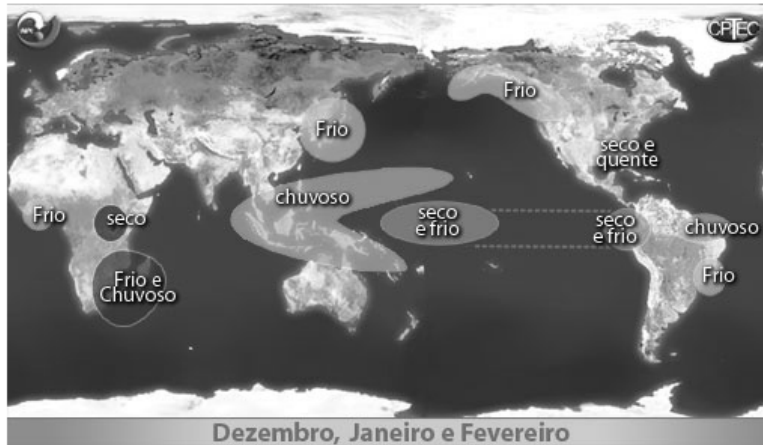 CPTEC
Frio
Frio
seco e
quente
chuvoso
Frio
seco
seco
e frio
seco
e frio
chuvoso
Frio e
Chuvoso
Frio
Dezembro, Janeiro e Fevereiro